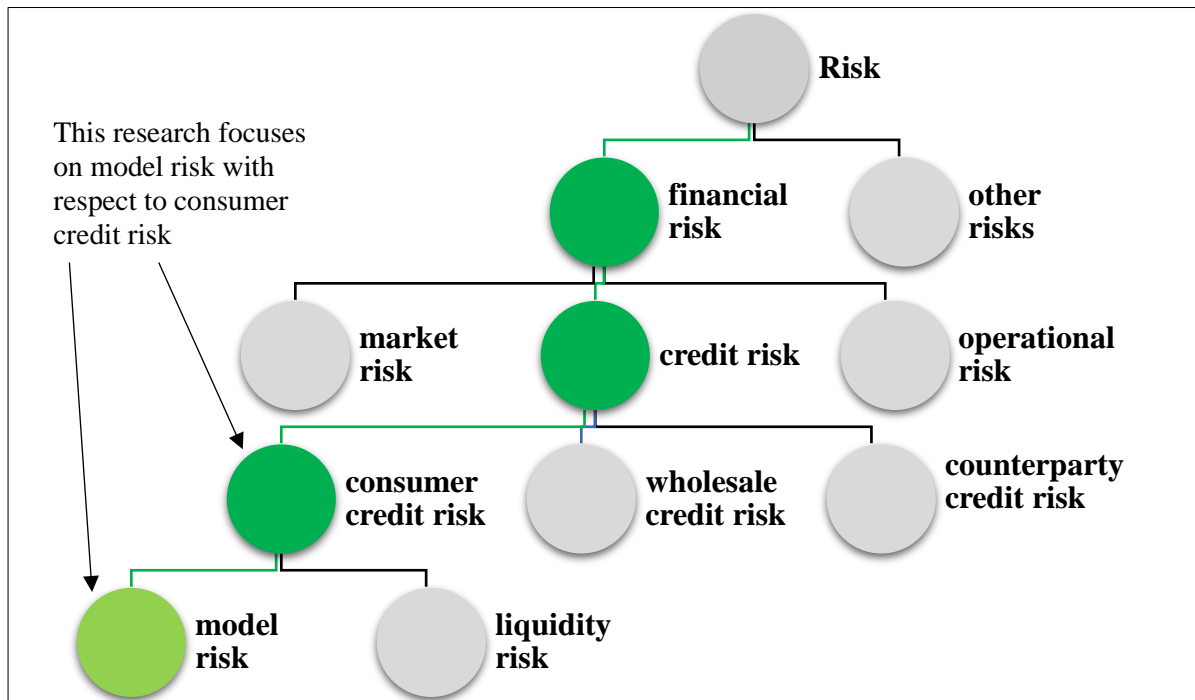 Risk
This research focuses
on model risk with
respect to consumer
credit risk
financial
risk
other
risks
market
risk
credit risk
operational
risk
consumer
credit risk
wholesale
credit risk
counterparty
credit risk
model
risk
liquidity
risk